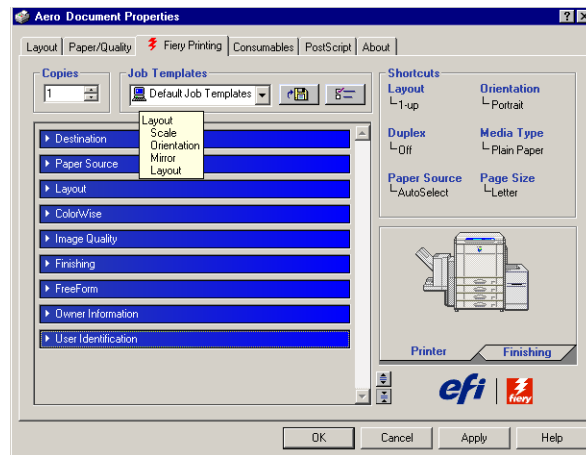 Aero Document Properties
Layout Paper/Quality Fiery Printing Consumables PostScript About
Copies
1
Job Templates
Default Job Templates
Layout
Scale
Orientation
Mirror
Layout
Destination
Paper Source
Layout
ColorWise
Image Quality
Finishing
FreeForm
Owner Information
User Identification
Shortcuts
Layout Orientation
1-up Portrait
Duplex Media Type
Off Plain Paper
Paper Source Page Size
AutoSelect Letter
Printer Finishing
efi fiery
OK Cancel Apply Help